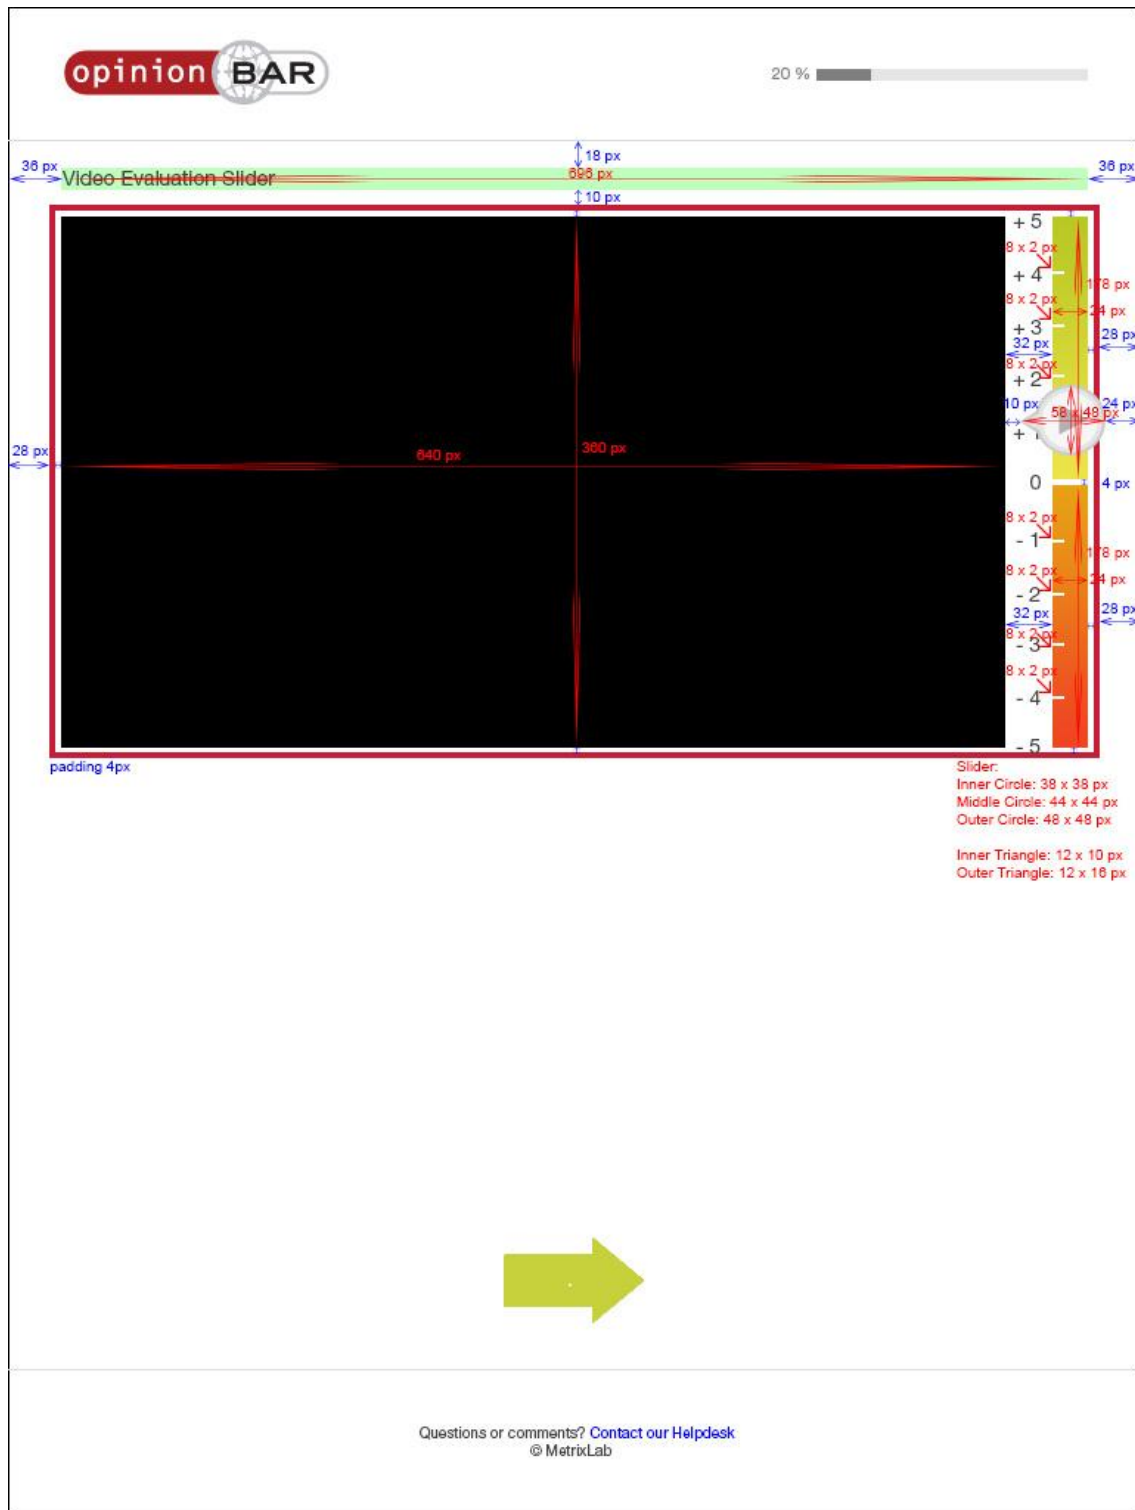 opinion BAR
20 %
18 px
36 px
Video Evaluation Slider
696 px
36 px
10 px
+ 5
8 x 2 px
+ 4
178 px
8 x 2 px
24 px
+ 3
28 px
32 px
8 x 2 px
+ 2
10 px
58 x 48 px
24 px
28 px
640 px
360 px
0
4 px
8 x 2 px
- 1
178 px
8 x 2 px
24 px
- 2
32 px
28 px
8 x 2 px
- 3
8 x 2 px
- 4
- 5
padding 4px
Slider:
Inner Circle: 38 x 38 px
Middle Circle: 44 x 44 px
Outer Circle: 48 x 48 px
Inner Triangle: 12 x 10 px
Outer Triangle: 12 x 16 px
Questions or comments? Contact our Helpdesk
© MetrixLab